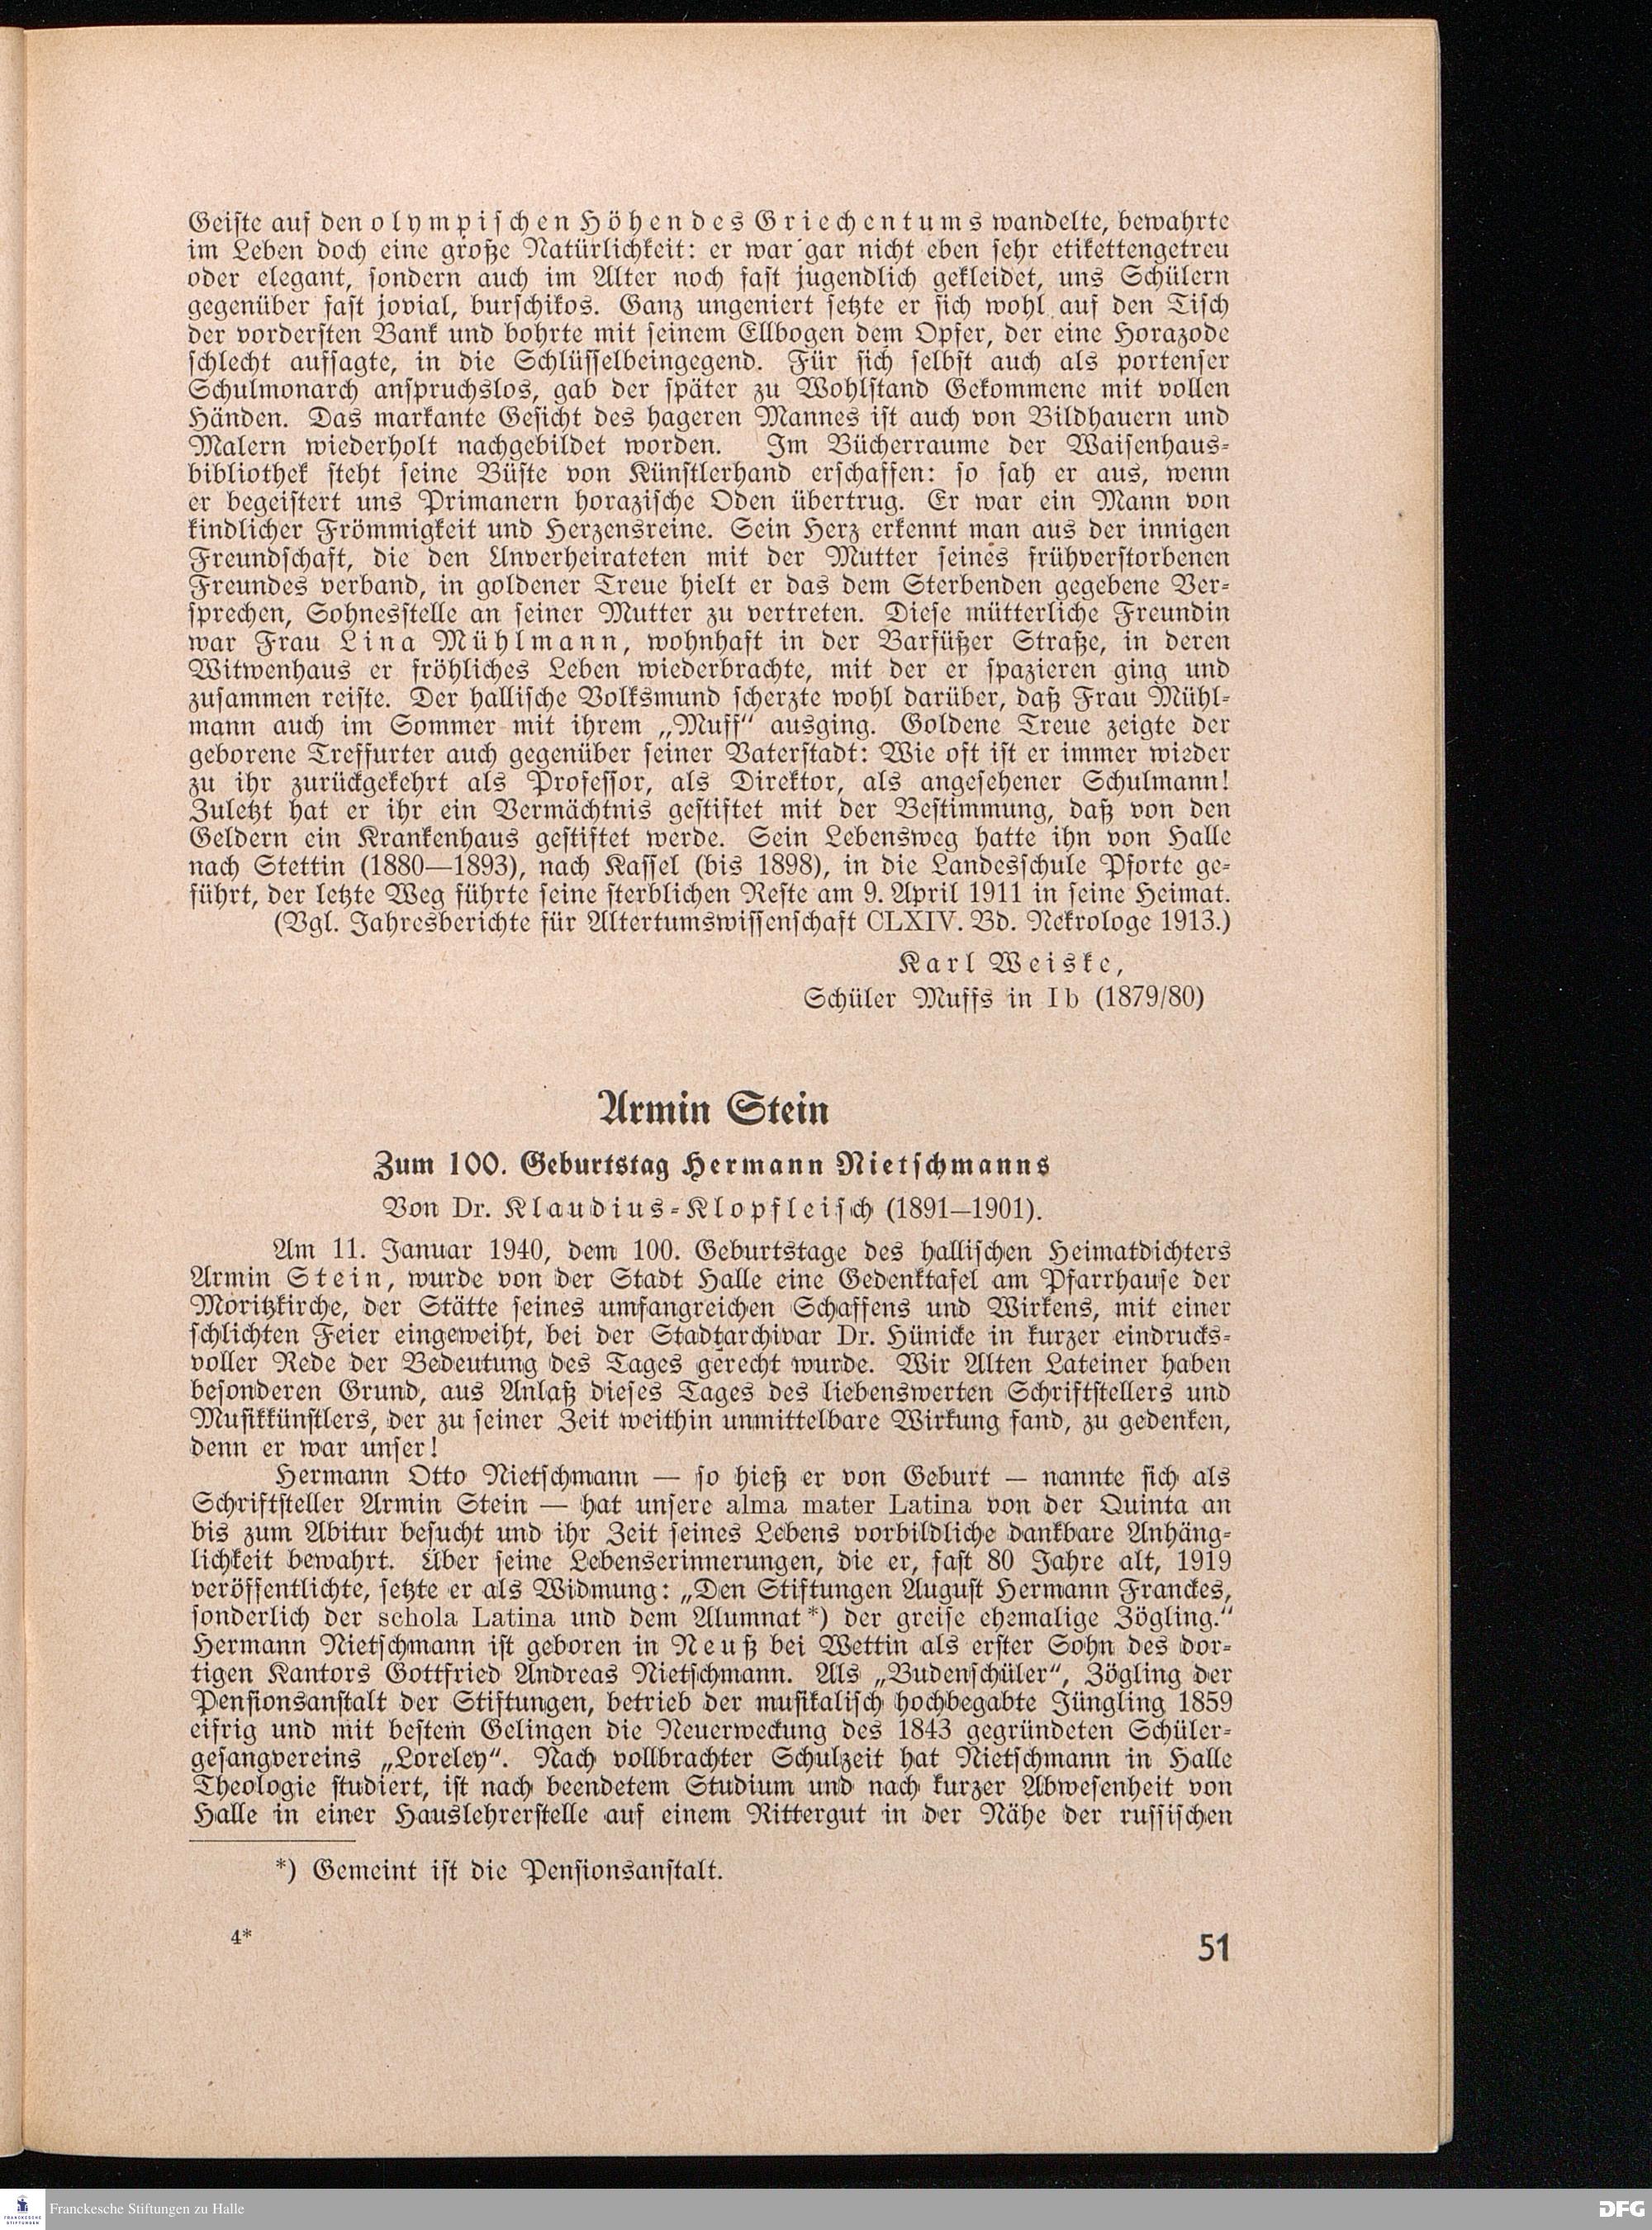 Geiste auf den olympischen Höhen des Griechentums wandelte, bewahrte
im Leben doch eine große Natürlichkeit: er war gar nicht eben sehr etikettengetreu
oder elegant, sondern auch im Alter noch fast jugendlich gekleidet, uns Schülern
gegenüber fast jovial, burschikos. Ganz ungeniert setzte er sich wohl auf den Tisch
der vordersten Bank und bohrte mit seinem Ellbogen dem Opfer, der eine Horazode
schlecht aufsagte, in die Schlüsselbeingegend. Für sich selbst auch als portenser
Schulmonarch anspruchslos, gab der später zu Wohlstand Gekommene mit vollen
Händen. Das markante Gesicht des hageren Mannes ist auch von Bildhauern und
Malern wiederholt nachgebildet worden. Im Bücherraume der Waisenhaus-
bibliothek steht seine Büste von Künstlerhand erschaffen: so sah er aus, wenn
er begeistert uns Primanern horazische Oden übertrug. Er war ein Mann von
kindlicher Frömmigkeit und Herzensreine. Sein Herz erkennt man aus der innigen
Freundschaft, die den Unverheirateten mit der Mutter seines frühverstorbenen
Freundes verband, in goldener Treue hielt er das dem Sterbenden gegebene Ver-
sprechen, Sohnesstelle an seiner Mutter zu vertreten. Diese mütterliche Freundin
war Frau Lina Mühlmann, wohnhaft in der Barfüßer Straße, in deren
Witwenhaus er fröhliches Leben wiederbrachte, mit der er spazieren ging und
zusammen reiste. Der hallische Volksmund scherzte wohl darüber, daß Frau Mühl-
mann auch im Sommer mit ihrem „Muff“ ausging. Goldene Treue zeigte der
geborene Treffurter auch gegenüber seiner Vaterstadt: Wie oft ist er immer wieder
zu ihr zurückgekehrt als Professor, als Direktor, als angesehener Schulmann!
Zuletzt hat er ihr ein Vermächtnis gestiftet mit der Bestimmung, daß von den
Geldern ein Krankenhaus gestiftet werde. Sein Lebensweg hatte ihn von Halle
nach Stettin (1880—1893), nach Kassel (bis 1898), in die Landesschule Pforte ge-
führt, der letzte Weg führte seine sterblichen Reste am 9. April 1911 in seine Heimat.
(Vgl. Jahresberichte für Altertumswissenschaft CLXIV. Bd. Nekrologe 1913.)
Karl Weiske,
Schüler Muffs in Ib (1879/80)
Armin Stein
Zum 100. Geburtstag Hermann Nietschmanns
Von Dr. Klaudius-Klopfleisch (1891—1901).
Am 11. Januar 1940, dem 100. Geburtstage des hallischen Heimatdichters
Armin Stein, wurde von der Stadt Halle eine Gedenktafel am Pfarrhause der
Moritzkirche, der Stätte seines umfangreichen Schaffens und Wirkens, mit einer
schlichten Feier eingeweiht, bei der Stadtarchivar Dr. Hünicke in kurzer eindrucks-
voller Rede der Bedeutung des Tages gerecht wurde. Wir Alten Lateiner haben
besonderen Grund, aus Anlaß dieses Tages des liebenswerten Schriftstellers und
Musikkünstlers, der zu seiner Zeit weithin unmittelbare Wirkung fand, zu gedenken,
denn er war unser!
Hermann Otto Nietschmann — so hieß er von Geburt — nannte sich als
Schriftsteller Armin Stein — hat unsere alma mater Latina von der Quinta an
bis zum Abitur besucht und ihr Zeit seines Lebens vorbildliche dankbare Anhäng-
lichkeit bewahrt. Über seine Lebenserinnerungen, die er, fast 80 Jahre alt, 1919
veröffentlichte, setzte er als Widmung: „Den Stiftungen August Hermann Franckes,
sonderlich der schola Latina und dem Alumnat*) der greise ehemalige Zögling.“
Hermann Nietschmann ist geboren in Neuß bei Wettin als erster Sohn des dor-
tigen Kantors Gottfried Andreas Nietschmann. Als „Budenschüler“, Zögling der
Pensionsanstalt der Stiftungen, betrieb der musikalisch hochbegabte Jüngling 1859
eifrig und mit bestem Gelingen die Neuerweckung des 1843 gegründeten Schüler-
gesangvereins „Loreley“. Nach vollbrachter Schulzeit hat Nietschmann in Halle
Theologie studiert, ist nach beendetem Studium und nach kurzer Abwesenheit von
Halle in einer Hauslehrerstelle auf einem Rittergut in der Nähe der russischen
*) Gemeint ist die Pensionsanstalt.
4*
51
Franckesche Stiftungen zu Halle
DFG